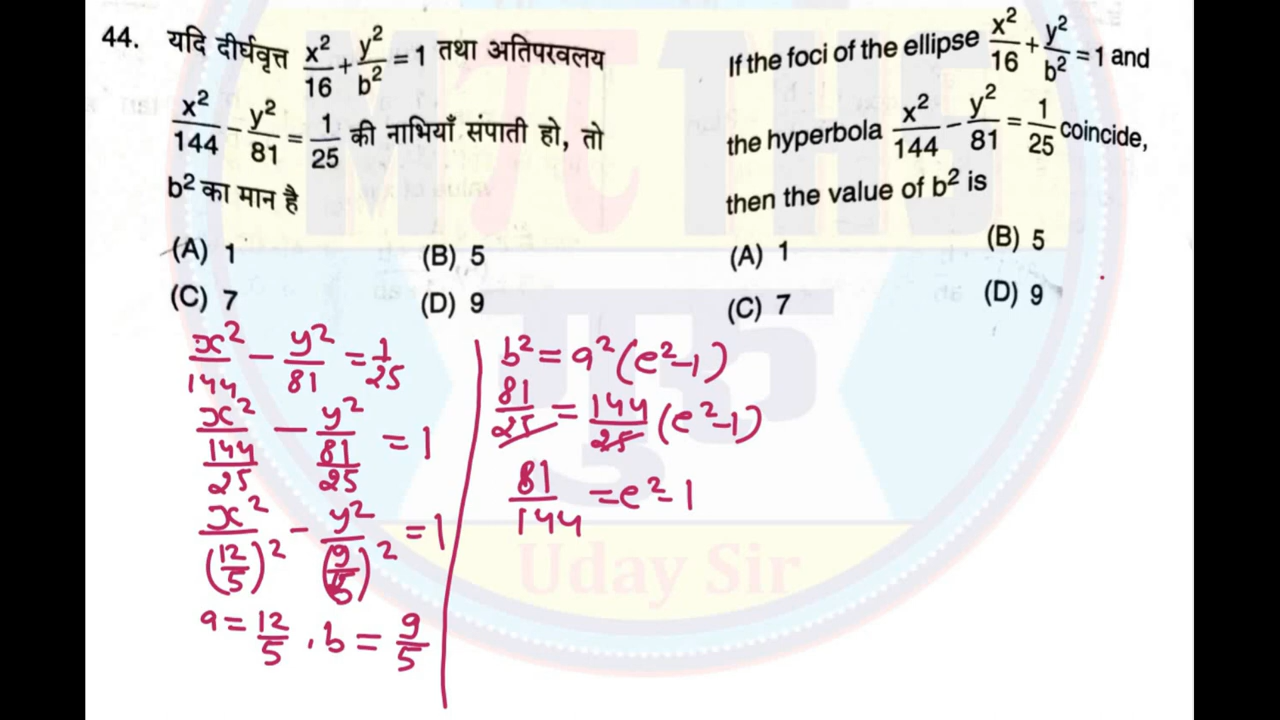 44. यदि दीर्घवृत्त x²/16 + y²/b² = 1 तथा अतिपरवलय
x²/144 - y²/81 = 1/25 की नाभियाँ संपाती हो, तो
b² का मान है
(A) 1 (B) 5
(C) 7 (D) 9
If the foci of the ellipse x²/16 + y²/b² = 1 and
the hyperbola x²/144 - y²/81 = 1/25 coincide,
then the value of b² is
(A) 1 (B) 5
(C) 7 (D) 9
x²/144 - y²/81 = 1/25
x²/(144/25) - y²/(81/25) = 1
x²/(12/5)² - y²/(9/5)² = 1
a = 12/5 , b = 9/5
b² = a²(e²-1)
81/25 = 144/25 (e²-1)
81/144 = e²-1
MπTHS
Uday Sir